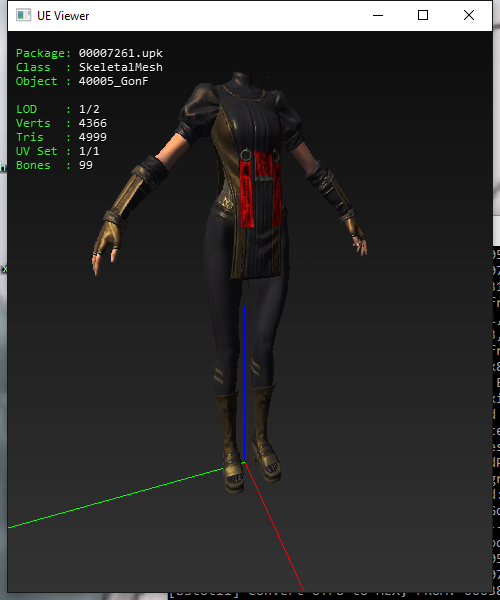 UE Viewer
Package: 00007261.upk
Class  : SkeletalMesh
Object : 40005_GonF
LOD    : 1/2
Verts  : 4366
Tris   : 4999
UV Set : 1/1
Bones  : 99